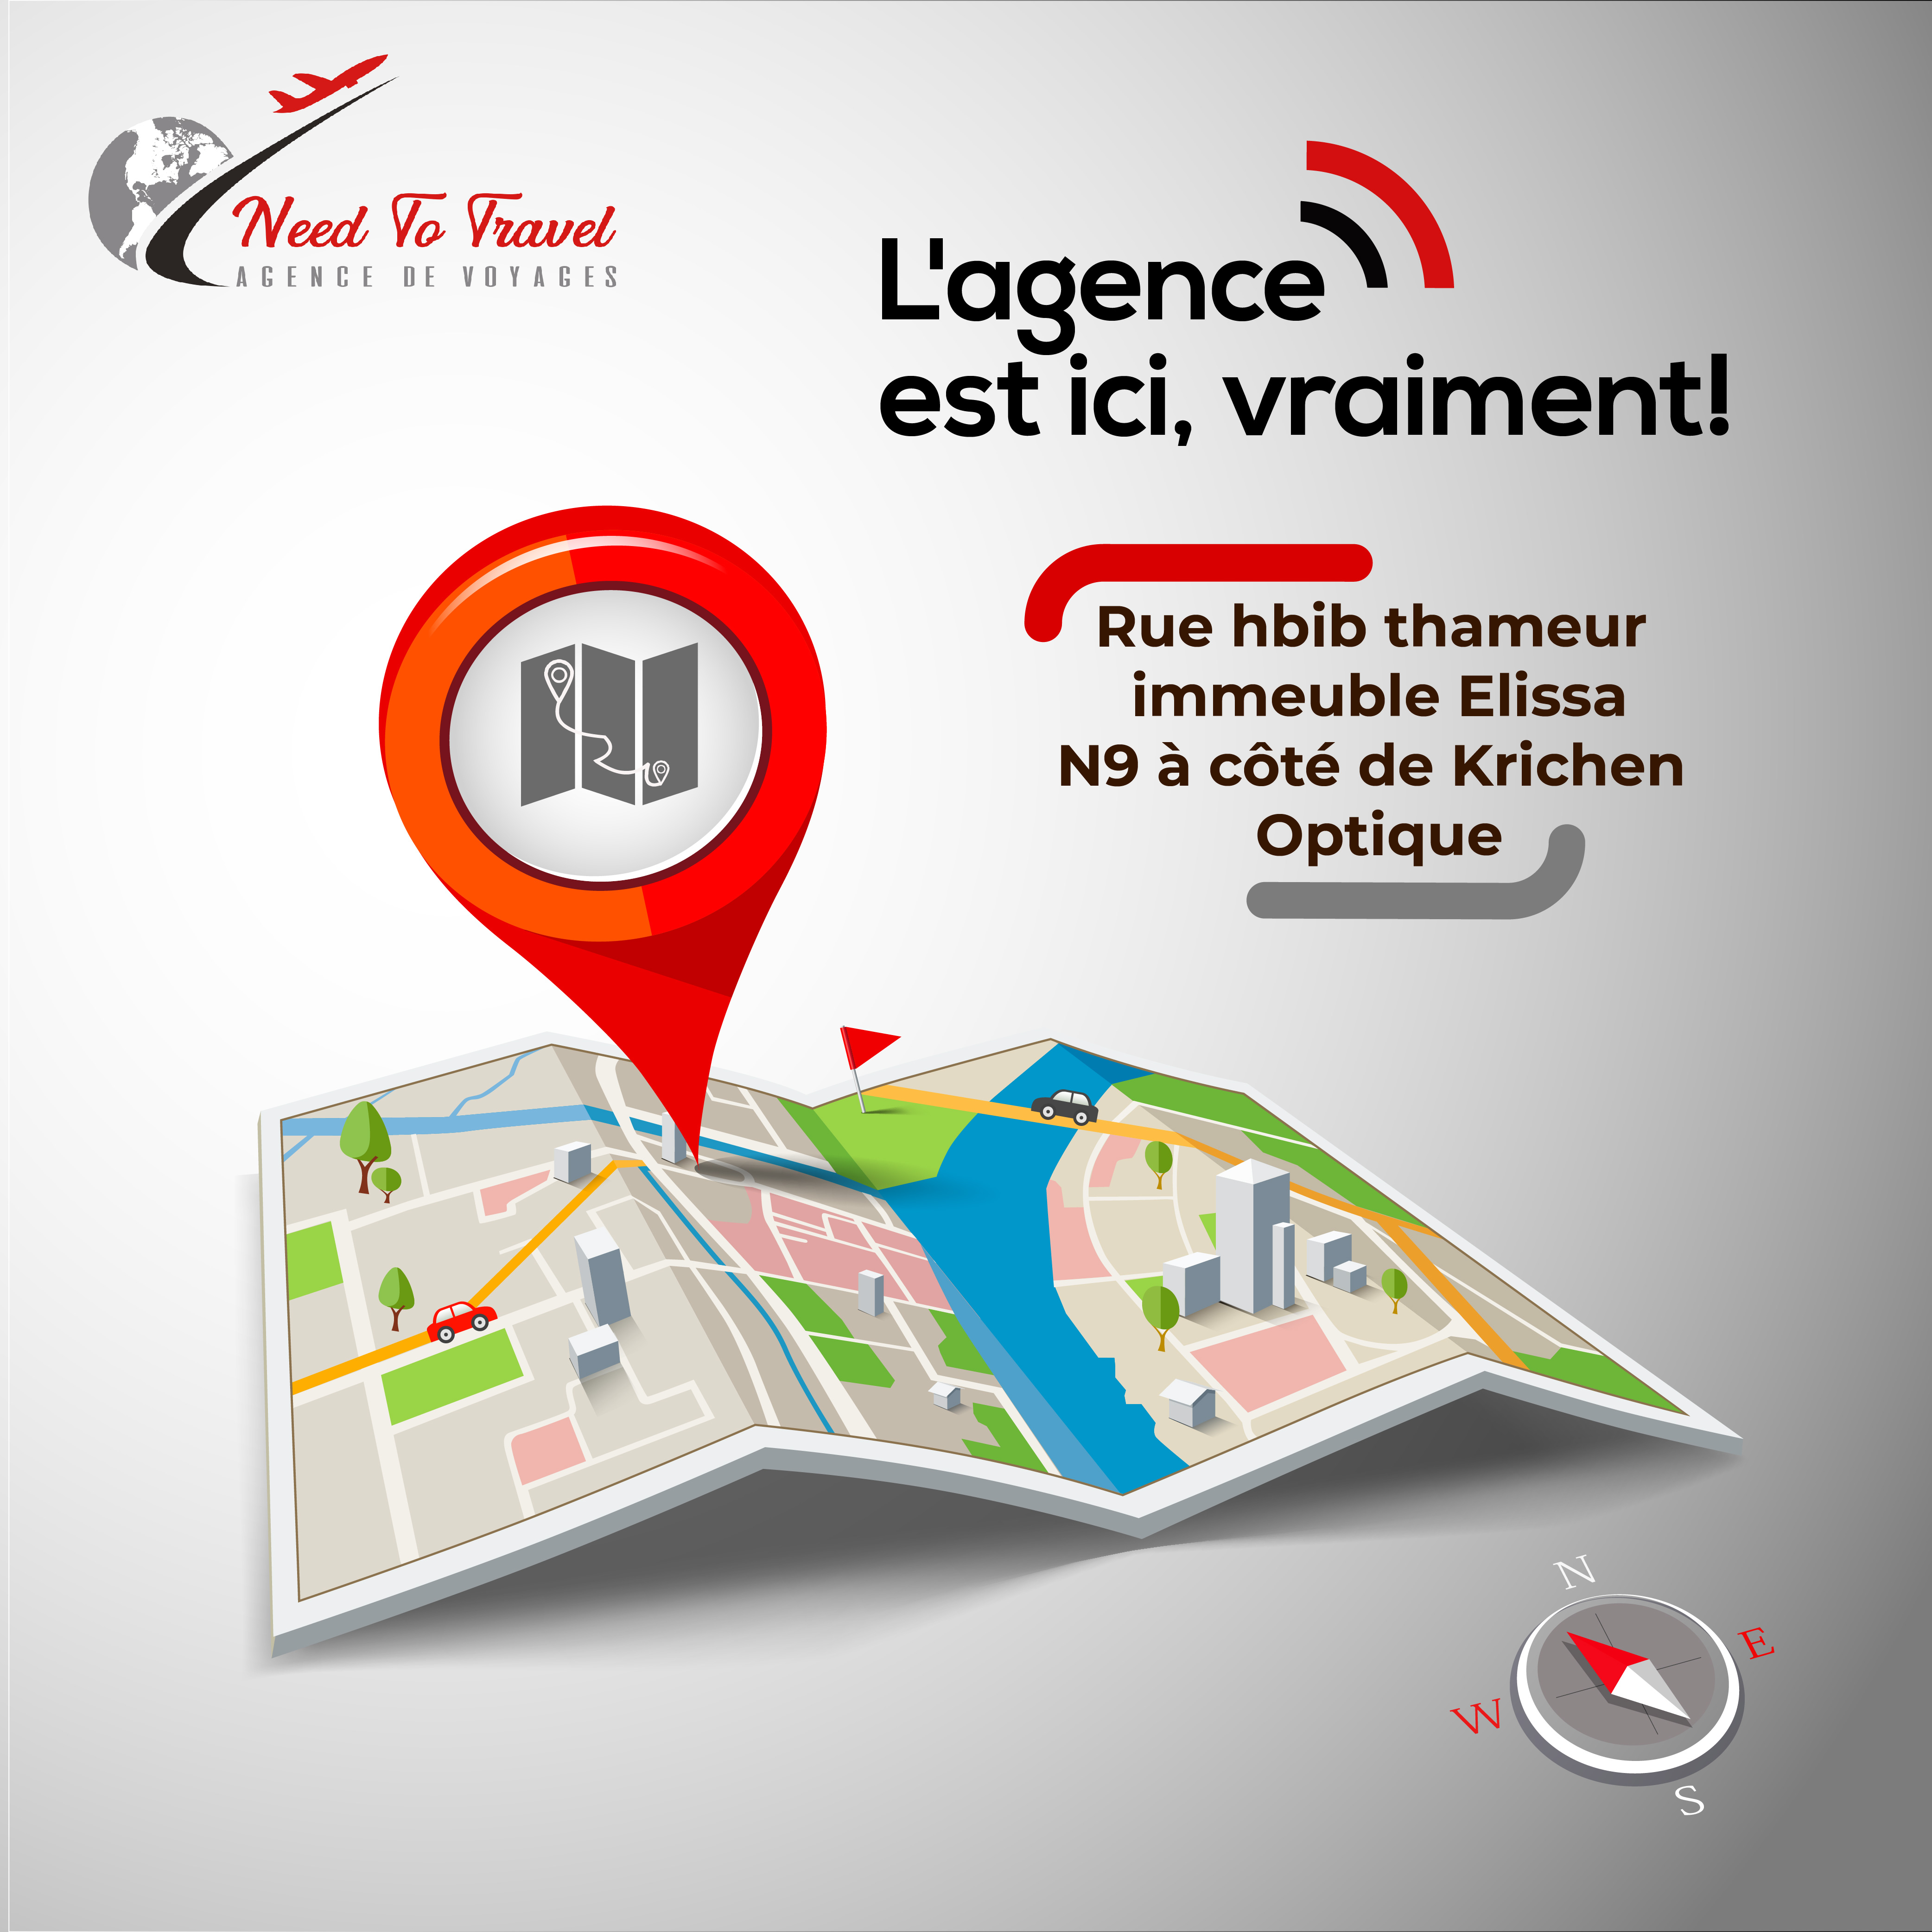 Need To Travel
AGENCE DE VOYAGES
L'agence
est ici, vraiment!
Rue hbib thameur
immeuble Elissa
N9 à côté de Krichen
Optique
N
E
W
S